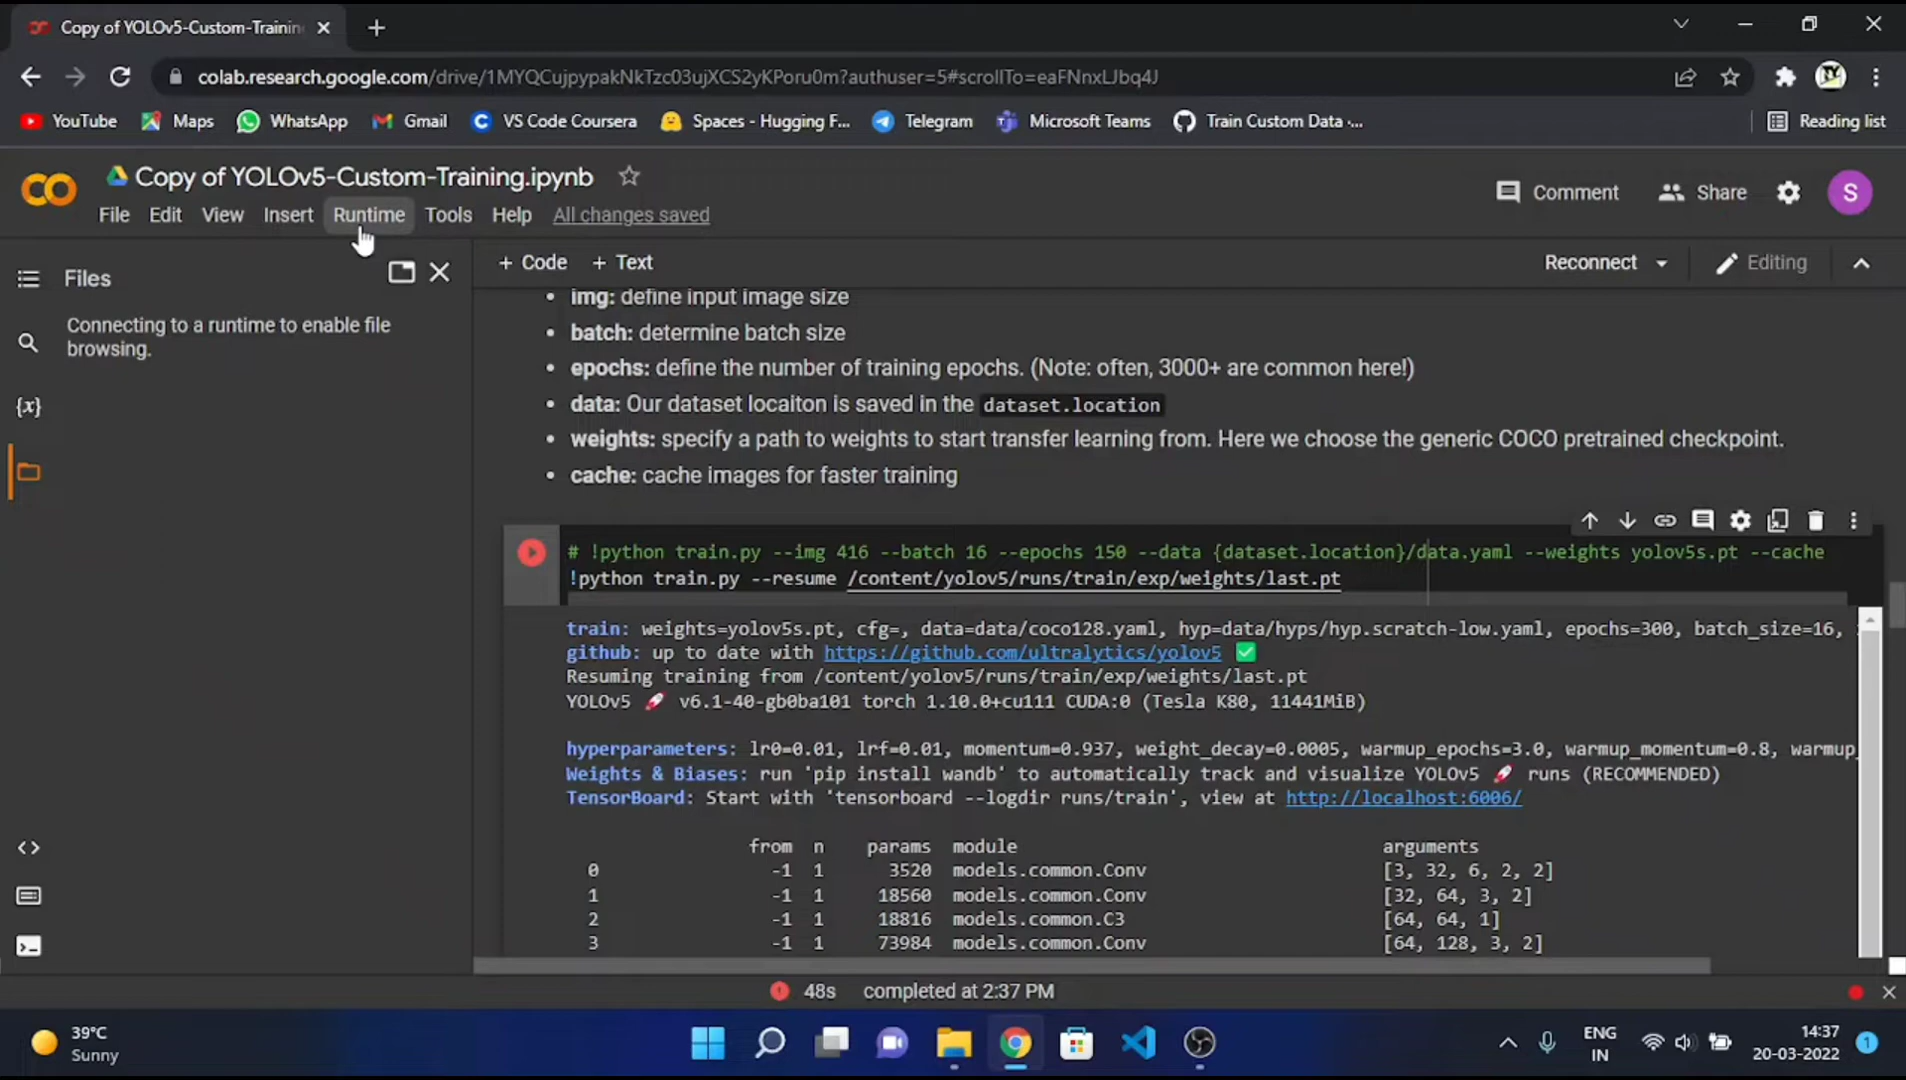 Copy of YOLOv5-Custom-Trainin
colab.research.google.com/drive/1MYQCujpypakNkTzc03ujXCS2yKPoru0m?authuser=5#scrollTo=eaFNnxLJbq4J
YouTube Maps WhatsApp Gmail VS Code Coursera Spaces - Hugging F... Telegram Microsoft Teams Train Custom Data ·... Reading list
Copy of YOLOv5-Custom-Training.ipynb
Comment Share S
File Edit View Insert Runtime Tools Help All changes saved
Files
+ Code + Text Reconnect Editing
Connecting to a runtime to enable file
browsing.
{x}
img: define input image size
batch: determine batch size
epochs: define the number of training epochs. (Note: often, 3000+ are common here!)
data: Our dataset locaiton is saved in the dataset.location
weights: specify a path to weights to start transfer learning from. Here we choose the generic COCO pretrained checkpoint.
cache: cache images for faster training
# !python train.py --img 416 --batch 16 --epochs 150 --data {dataset.location}/data.yaml --weights yolov5s.pt --cache
!python train.py --resume /content/yolov5/runs/train/exp/weights/last.pt
train: weights=yolov5s.pt, cfg=, data=data/coco128.yaml, hyp=data/hyps/hyp.scratch-low.yaml, epochs=300, batch_size=16,
github: up to date with https://github.com/ultralytics/yolov5 ✅
Resuming training from /content/yolov5/runs/train/exp/weights/last.pt
YOLOv5 🚀 v6.1-40-gb0ba101 torch 1.10.0+cu111 CUDA:0 (Tesla K80, 11441MiB)
hyperparameters: lr0=0.01, lrf=0.01, momentum=0.937, weight_decay=0.0005, warmup_epochs=3.0, warmup_momentum=0.8, warmup_
Weights & Biases: run 'pip install wandb' to automatically track and visualize YOLOv5 🚀 runs (RECOMMENDED)
TensorBoard: Start with 'tensorboard --logdir runs/train', view at http://localhost:6006/
from n params module arguments
0 -1 1 3520 models.common.Conv [3, 32, 6, 2, 2]
1 -1 1 18560 models.common.Conv [32, 64, 3, 2]
2 -1 1 18816 models.common.C3 [64, 64, 1]
3 -1 1 73984 models.common.Conv [64, 128, 3, 2]
48s completed at 2:37 PM
39°C
Sunny
ENG
IN
14:37
20-03-2022
1